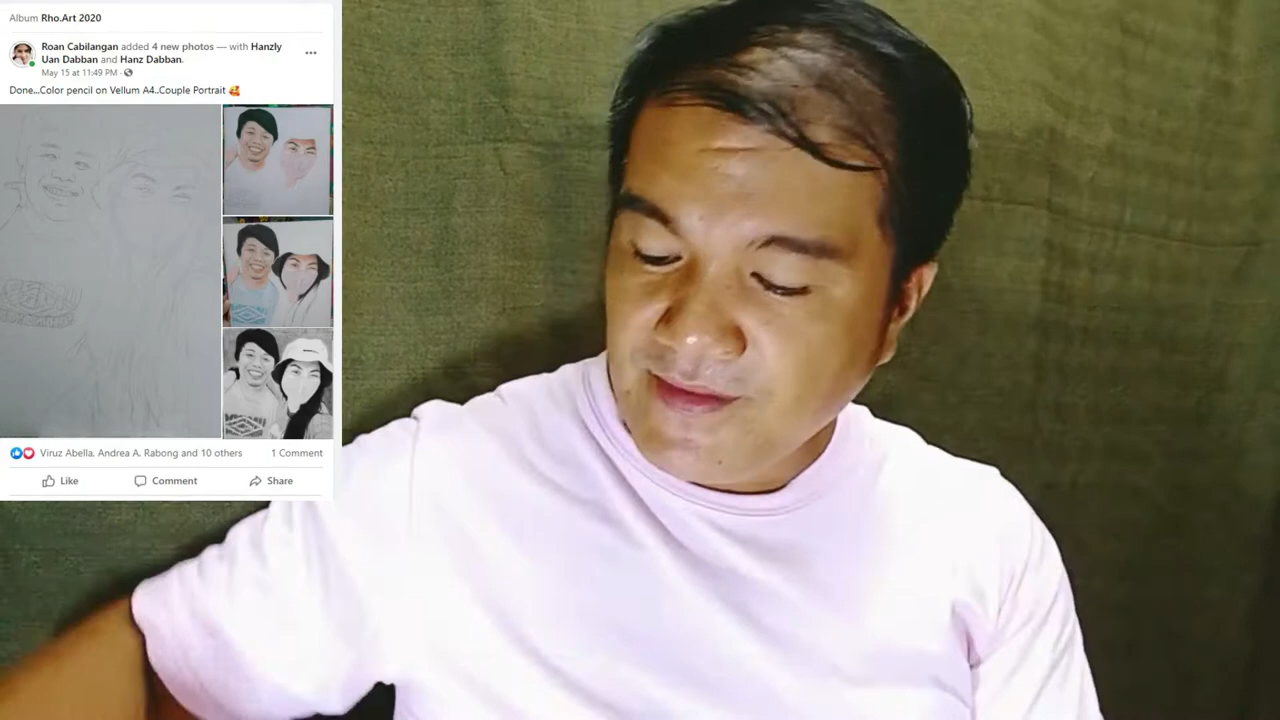 Album Rho.Art 2020
Roan Cabilangan added 4 new photos — with Hanzly
Uan Dabban and Hanz Dabban.
May 15 at 11:49 PM ·
Done...Color pencil on Vellum A4..Couple Portrait 🥰
Viruz Abella, Andrea A. Rabong and 10 others
1 Comment
Like
Comment
Share